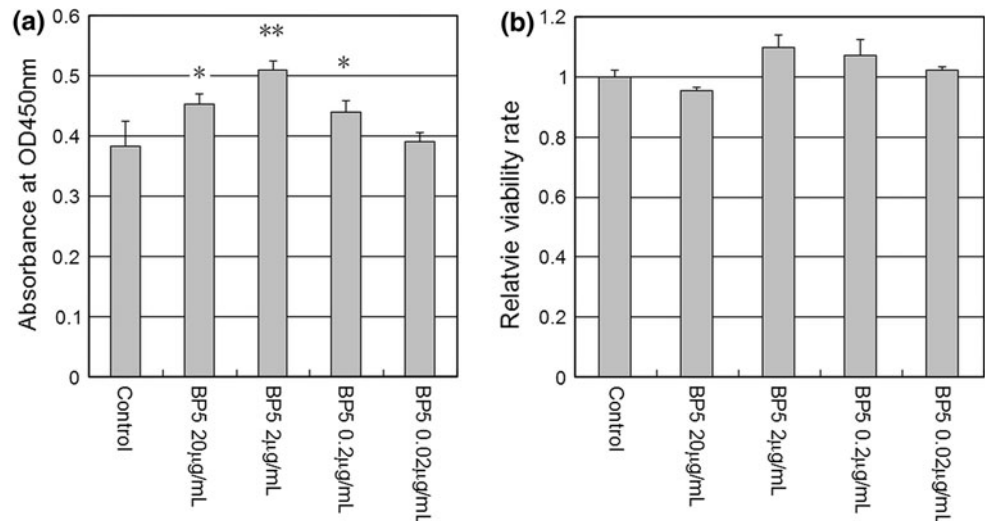 (a)
Absorbance at OD450nm
0.6
0.5
0.4
0.3
0.2
0.1
0
*
**
*
Control
BP5 20μg/mL
BP5 2μg/mL
BP5 0.2μg/mL
BP5 0.02μg/mL
(b)
Relatvie viability rate
1.2
1
0.8
0.6
0.4
0.2
0
Control
BP5 20μg/mL
BP5 2μg/mL
BP5 0.2μg/mL
BP5 0.02μg/mL